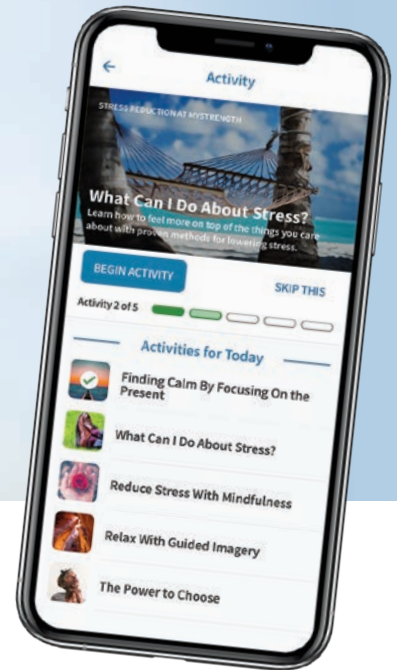 Activity
STRESS REDUCTION AT MYSTRENGTH
What Can I Do About Stress?
Learn how to feel more on top of the things you care
about with proven methods for lowering stress.
BEGIN ACTIVITY
SKIP THIS
Activity 2 of 5
Activities for Today
Finding Calm By Focusing On the
Present
What Can I Do About Stress?
Reduce Stress With Mindfulness
Relax With Guided Imagery
The Power to Choose